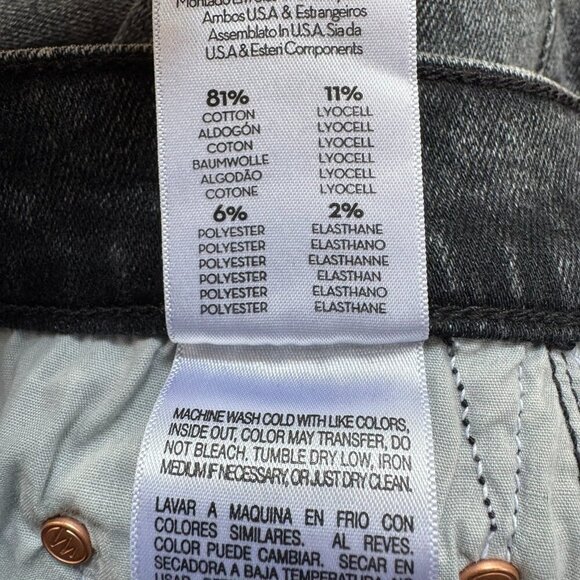 Ambos U.S.A & Estrangeiros
Assemblato In U.S.A. Sia da
U.S.A & Esteri Components
81% 11%
COTTON LYOCELL
ALDOGÓN LYOCELL
COTON LYOCELL
BAUMWOLLE LYOCELL
ALGODÃO LYOCELL
COTONE LYOCELL
6% 2%
POLYESTER ELASTHANE
POLYESTER ELASTHANO
POLYESTER ELASTHANNE
POLYESTER ELASTHAN
POLYESTER ELASTHANO
POLYESTER ELASTHANE
MACHINE WASH COLD WITH LIKE COLORS,
INSIDE OUT, COLOR MAY TRANSFER, DO
NOT BLEACH. TUMBLE DRY LOW, IRON
MEDIUM IF NECESSARY, OR JUST DRY CLEAN.
LAVAR A MAQUINA EN FRIO CON
COLORES SIMILARES. AL REVES.
COLOR PUEDE CAMBIAR. SECAR EN
SECADORA A BAJA TEMPERATURA